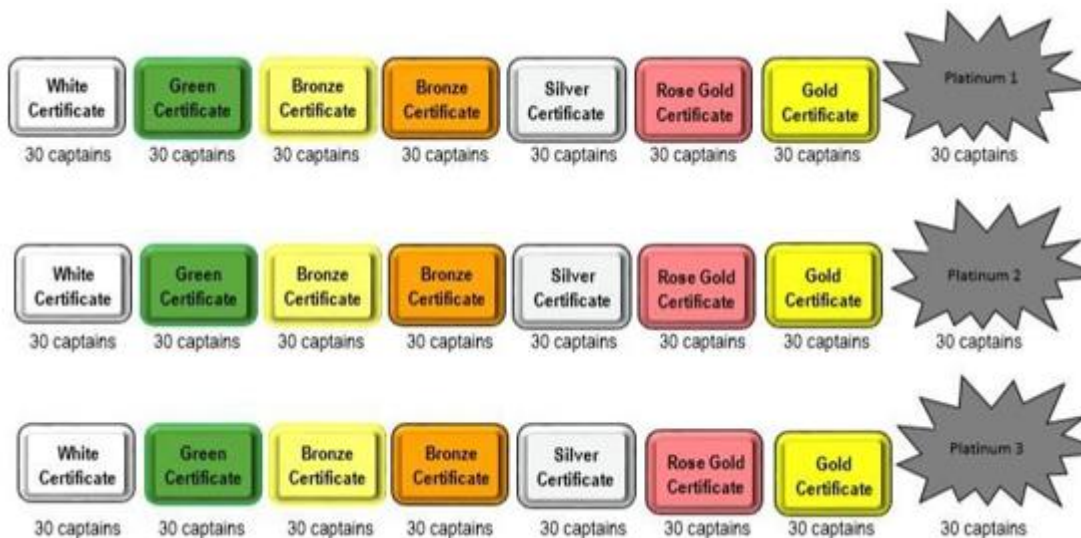 White Certificate
Green Certificate
Bronze Certificate
Bronze Certificate
Silver Certificate
Rose Gold Certificate
Gold Certificate
Platinum 1
30 captains
30 captains
30 captains
30 captains
30 captains
30 captains
30 captains
30 captains
White Certificate
Green Certificate
Bronze Certificate
Bronze Certificate
Silver Certificate
Rose Gold Certificate
Gold Certificate
Platinum 2
30 captains
30 captains
30 captains
30 captains
30 captains
30 captains
30 captains
30 captains
White Certificate
Green Certificate
Bronze Certificate
Bronze Certificate
Silver Certificate
Rose Gold Certificate
Gold Certificate
Platinum 3
30 captains
30 captains
30 captains
30 captains
30 captains
30 captains
30 captains
30 captains